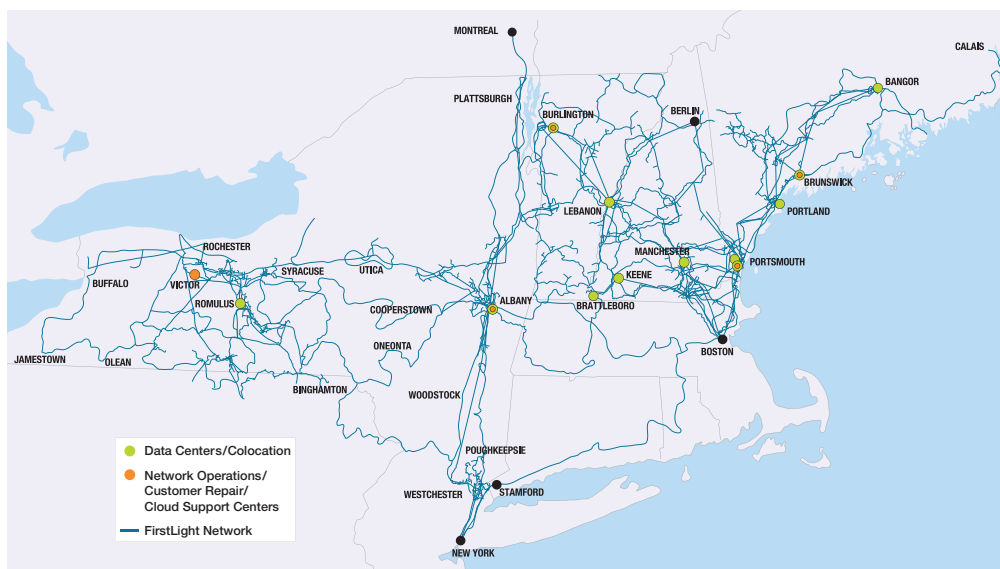 MONTREAL
CALAIS
BANGOR
PLATTSBURGH
BURLINGTON
BERLIN
BRUNSWICK
LEBANON
PORTLAND
ROCHESTER
MANCHESTER
PORTSMOUTH
SYRACUSE
UTICA
KEENE
BUFFALO
VICTOR
ROMULUS
ALBANY
BRATTLEBORO
COOPERSTOWN
ONEONTA
BOSTON
JAMESTOWN
OLEAN
BINGHAMTON
WOODSTOCK
POUGHKEEPSIE
WESTCHESTER
STAMFORD
NEW YORK
Data Centers/Colocation
Network Operations/
Customer Repair/
Cloud Support Centers
FirstLight Network